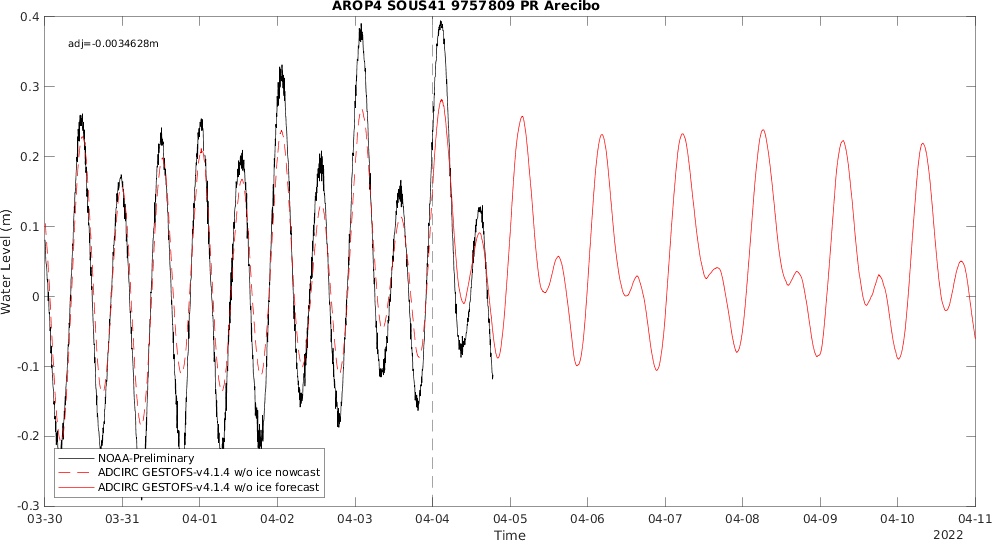 AROP4 SOUS41 9757809 PR Arecibo
adj=-0.0034628m
0.4
0.3
0.2
0.1
0
-0.1
-0.2
-0.3
Water Level (m)
NOAA-Preliminary
ADCIRC GESTOFS-v4.1.4 w/o ice nowcast
ADCIRC GESTOFS-v4.1.4 w/o ice forecast
03-30 03-31 04-01 04-02 04-03 04-04 04-05 04-06 04-07 04-08 04-09 04-10 04-11
Time
2022